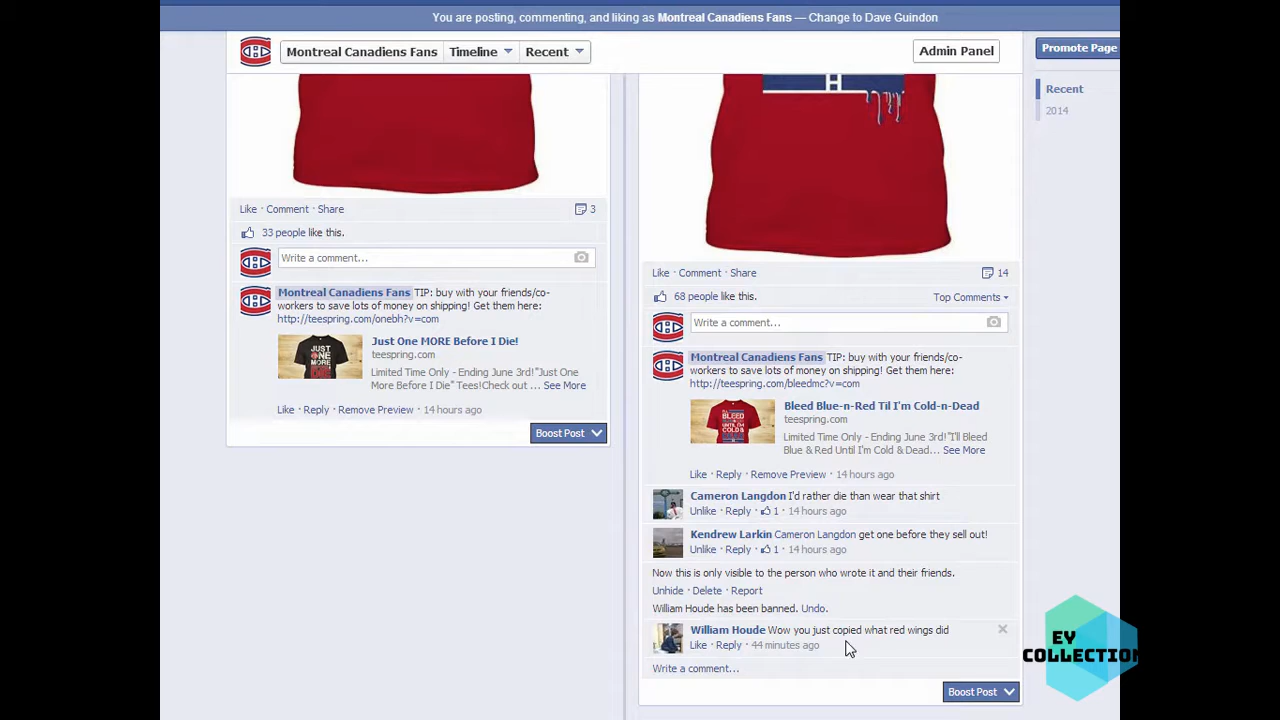 You are posting, commenting, and liking as Montreal Canadiens Fans — Change to Dave Guindon
Montreal Canadiens Fans Timeline Recent
Admin Panel
Promote Page
Recent
2014
Like · Comment · Share 3
33 people like this.
Write a comment...
Montreal Canadiens Fans TIP: buy with your friends/co-
workers to save lots of money on shipping! Get them here:
http://teespring.com/onebh?v=com
JUST
ONE
MORE
Just One MORE Before I Die!
teespring.com
Limited Time Only - Ending June 3rd!"Just One
More Before I Die" Tees!Check out ... See More
Like · Reply · Remove Preview · 14 hours ago
Boost Post
H
Like · Comment · Share 14
68 people like this. Top Comments
Write a comment...
Montreal Canadiens Fans TIP: buy with your friends/co-
workers to save lots of money on shipping! Get them here:
http://teespring.com/bleedmc?v=com
BLEED
Bleed Blue-n-Red Til I'm Cold-n-Dead
teespring.com
Limited Time Only - Ending June 3rd!"I'll Bleed
Blue & Red Until I'm Cold & Dead... See More
Like · Reply · Remove Preview · 14 hours ago
Cameron Langdon I'd rather die than wear that shirt
Unlike · Reply · 1 · 14 hours ago
Kendrew Larkin Cameron Langdon get one before they sell out!
Unlike · Reply · 1 · 14 hours ago
Now this is only visible to the person who wrote it and their friends.
Unhide · Delete · Report
William Houde has been banned. Undo.
William Houde Wow you just copied what red wings did
Like · Reply · 44 minutes ago
Write a comment...
Boost Post
EY
COLLECTION